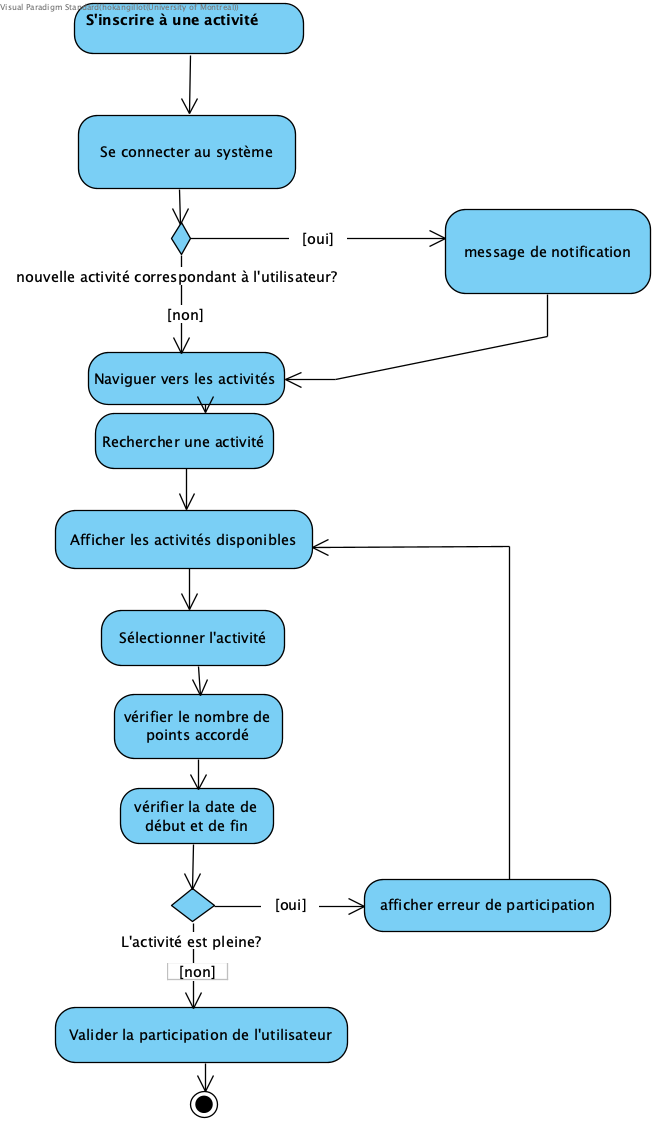 Visual Paradigm Standard(hokangillot(University of Montreal))
S'inscrire à une activité
Se connecter au système
[oui]
message de notification
nouvelle activité correspondant à l'utilisateur?
[non]
Naviguer vers les activités
Rechercher une activité
Afficher les activités disponibles
Sélectionner l'activité
vérifier le nombre de
points accordé
vérifier la date de
début et de fin
[oui]
afficher erreur de participation
L'activité est pleine?
[non]
Valider la participation de l'utilisateur